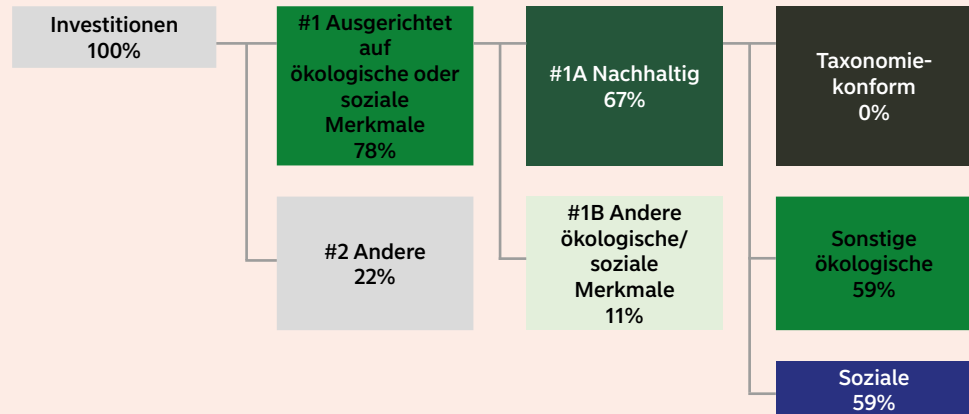 Investitionen
100%
#1 Ausgerichtet
auf
ökologische oder
soziale
Merkmale
78%
#2 Andere
22%
#1A Nachhaltig
67%
#1B Andere
ökologische/
soziale
Merkmale
11%
Taxonomie-
konform
0%
Sonstige
ökologische
59%
Soziale
59%